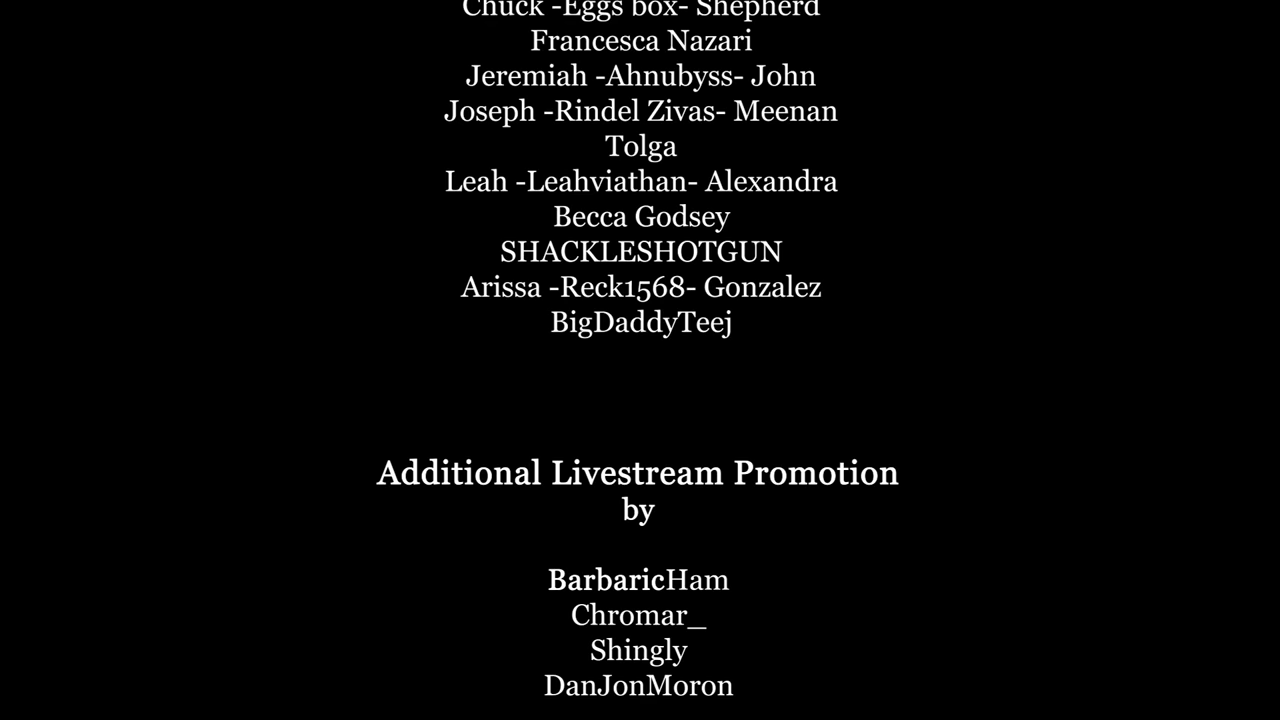 Chuck -Eggs box- Shepherd
Francesca Nazari
Jeremiah -Ahnubyss- John
Joseph -Rindel Zivas- Meenan
Tolga
Leah -Leahviathan- Alexandra
Becca Godsey
SHACKLESHOTGUN
Arissa -Reck1568- Gonzalez
BigDaddyTeej
Additional Livestream Promotion
by
BarbaricHam
Chromar_
Shingly
DanJonMoron